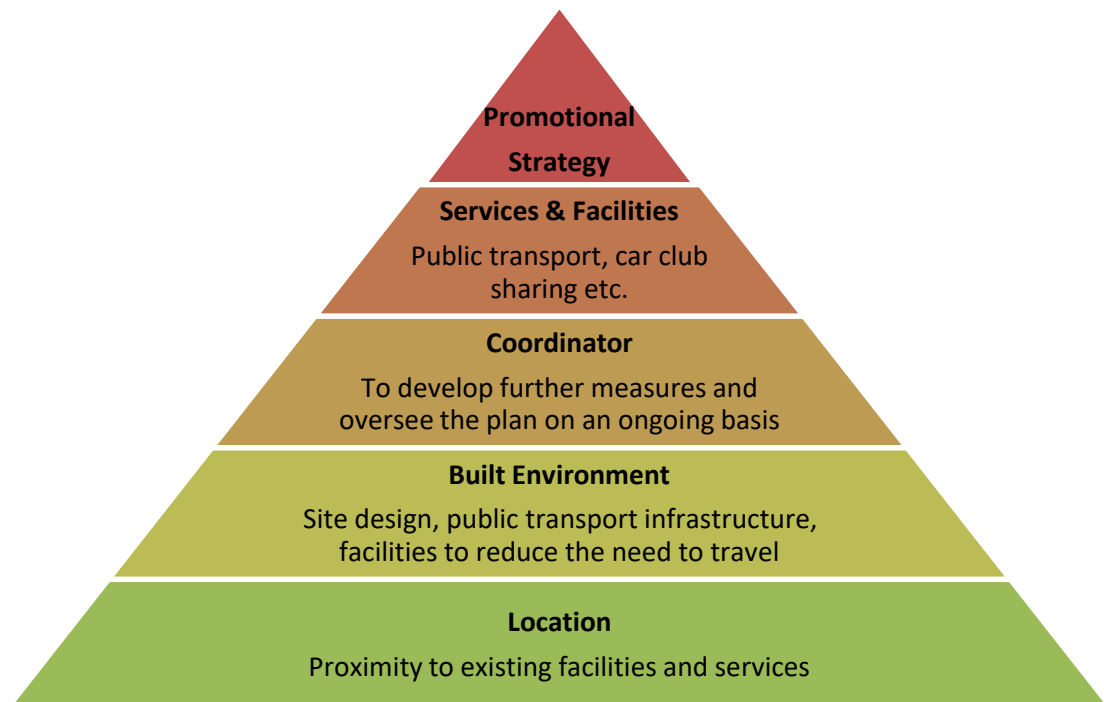 Promotional
Strategy
Services & Facilities
Public transport, car club
sharing etc.
Coordinator
To develop further measures and
oversee the plan on an ongoing basis
Built Environment
Site design, public transport infrastructure,
facilities to reduce the need to travel
Location
Proximity to existing facilities and services